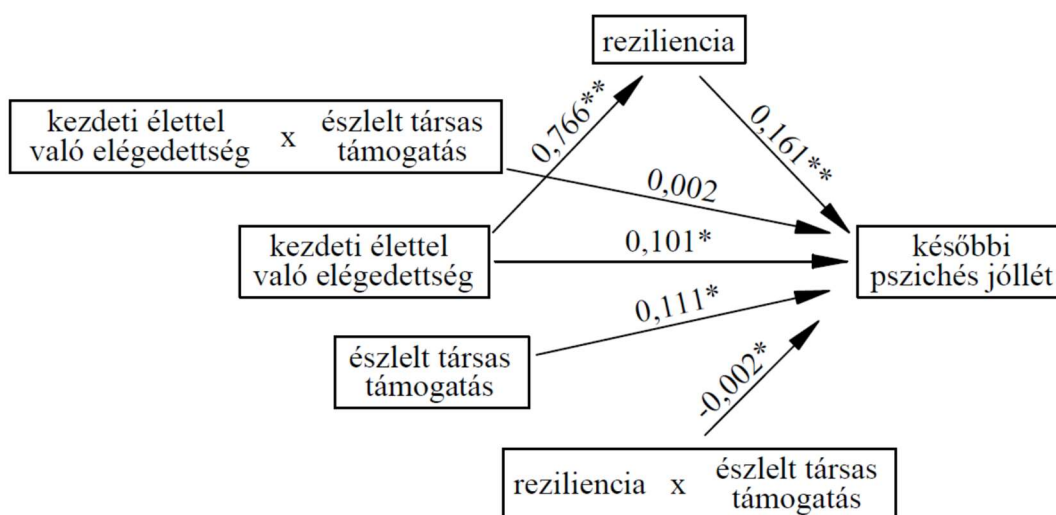 reziliencia
kezdeti élettel
való elégedettség x észlelt társas
támogatás
0,766**
0,161**
0,002
kezdeti élettel
való elégedettség
0,101*
későbbi
pszichés jóllét
0,111*
észlelt társas
támogatás
-0,002*
reziliencia x észlelt társas
támogatás